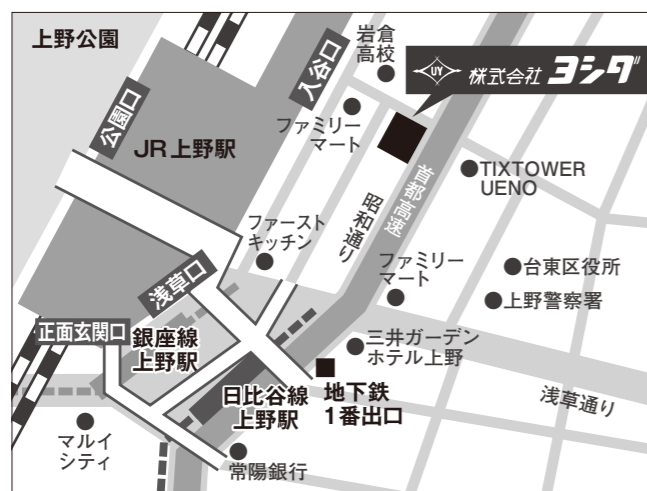 上野公園
岩倉
高校
UY
株式会社 ヨシダ
入谷口
公園口
ファミリー
マート
JR上野駅
TIXTOWER
UENO
首都高速
昭和通り
ファースト
キッチン
ファミリー
マート
台東区役所
上野警察署
浅草口
正面玄関口
銀座線
上野駅
三井ガーデン
ホテル上野
日比谷線
上野駅
地下鉄
1番出口
浅草通り
マルイ
シティ
常陽銀行